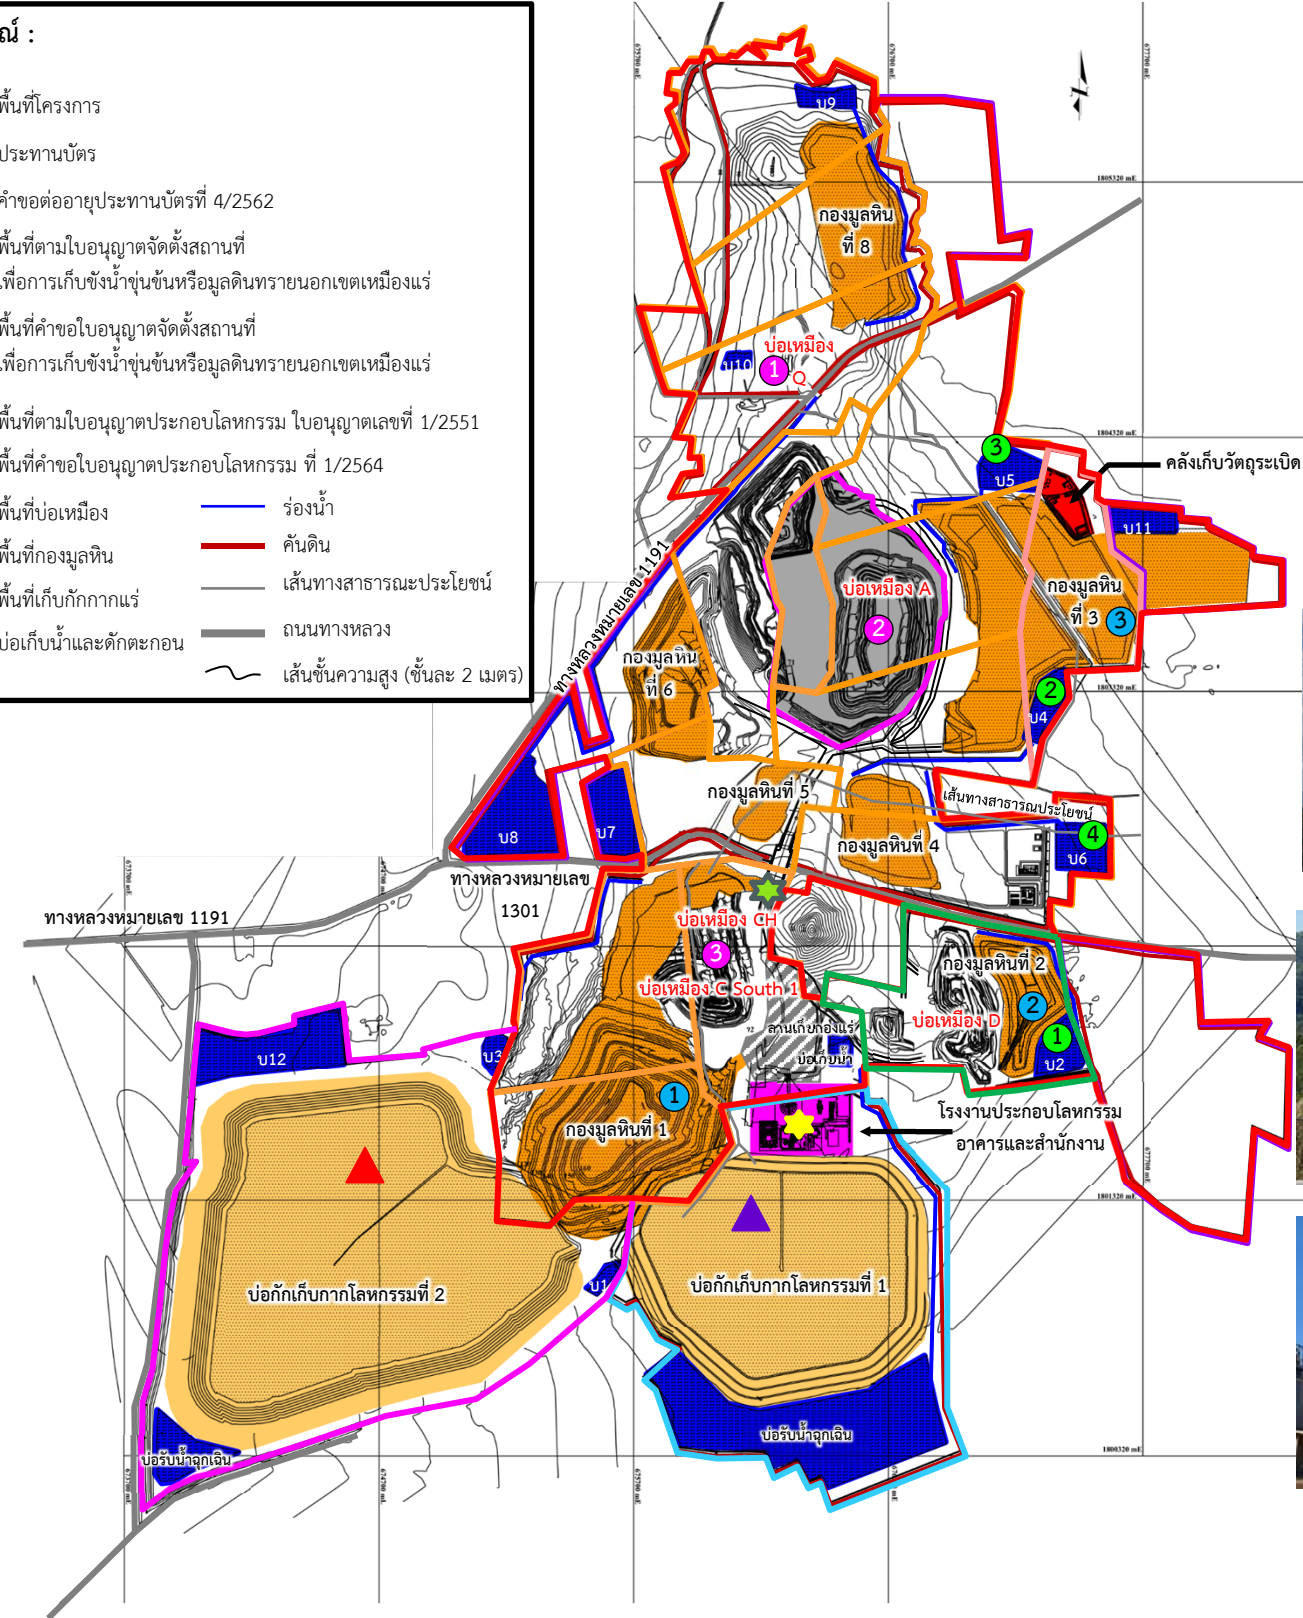 ณ์ :
พื้นที่โครงการ
ประทานบัตร
คำขอต่ออายุประทานบัตรที่ 4/2562
พื้นที่ตามใบอนุญาตจัดตั้งสถานที่
เพื่อการเก็บขังน้ำขุ่นข้นหรือมูลดินทรายนอกเขตเหมืองแร่
พื้นที่คำขอใบอนุญาตจัดตั้งสถานที่
เพื่อการเก็บขังน้ำขุ่นข้นหรือมูลดินทรายนอกเขตเหมืองแร่
พื้นที่ตามใบอนุญาตประกอบโลหกรรม ใบอนุญาตเลขที่ 1/2551
พื้นที่คำขอใบอนุญาตประกอบโลหกรรม ที่ 1/2564
พื้นที่บ่อเหมือง
พื้นที่กองมูลหิน
พื้นที่เก็บกักกากแร่
บ่อเก็บน้ำและดักตะกอน
ร่องน้ำ
คันดิน
เส้นทางสาธารณะประโยชน์
ถนนทางหลวง
เส้นชั้นความสูง (ชั้นละ 2 เมตร)
675700 mE
676700 mE
677700 mE
บ9
1805320 mE
กองมูลหิน
ที่ 8
บ่อเหมือง
Q
1
บ10
1804320 mE
3
บ5
คลังเก็บวัตถุระเบิด
บ11
ทางหลวงหมายเลข 1191
บ่อเหมือง A
2
กองมูลหิน
ที่ 3
3
กองมูลหิน
ที่ 6
1803320 mE
2
บ4
กองมูลหินที่ 5
เส้นทางสาธารณประโยชน์
บ8
บ7
กองมูลหินที่ 4
4
บ6
673700 mE
674700 mE
ทางหลวงหมายเลข
1301
ทางหลวงหมายเลข 1191
บ่อเหมือง CH
3
บ่อเหมือง C South 1
กองมูลหินที่ 2
2
บ่อเหมือง D
1
บ2
ลานเก็บกองแร่
บ่อเก็บน้ำ
บ12
บ3
1
กองมูลหินที่ 1
โรงงานประกอบโลหกรรม
อาคารและสำนักงาน
677700 mE
1801320 mE
บ่อกักเก็บกากโลหกรรมที่ 2
บ1
บ่อกักเก็บกากโลหกรรมที่ 1
บ่อรับน้ำฉุกเฉิน
บ่อรับน้ำฉุกเฉิน
1800320 mE
673700 mE
674700 mE
675700 mE